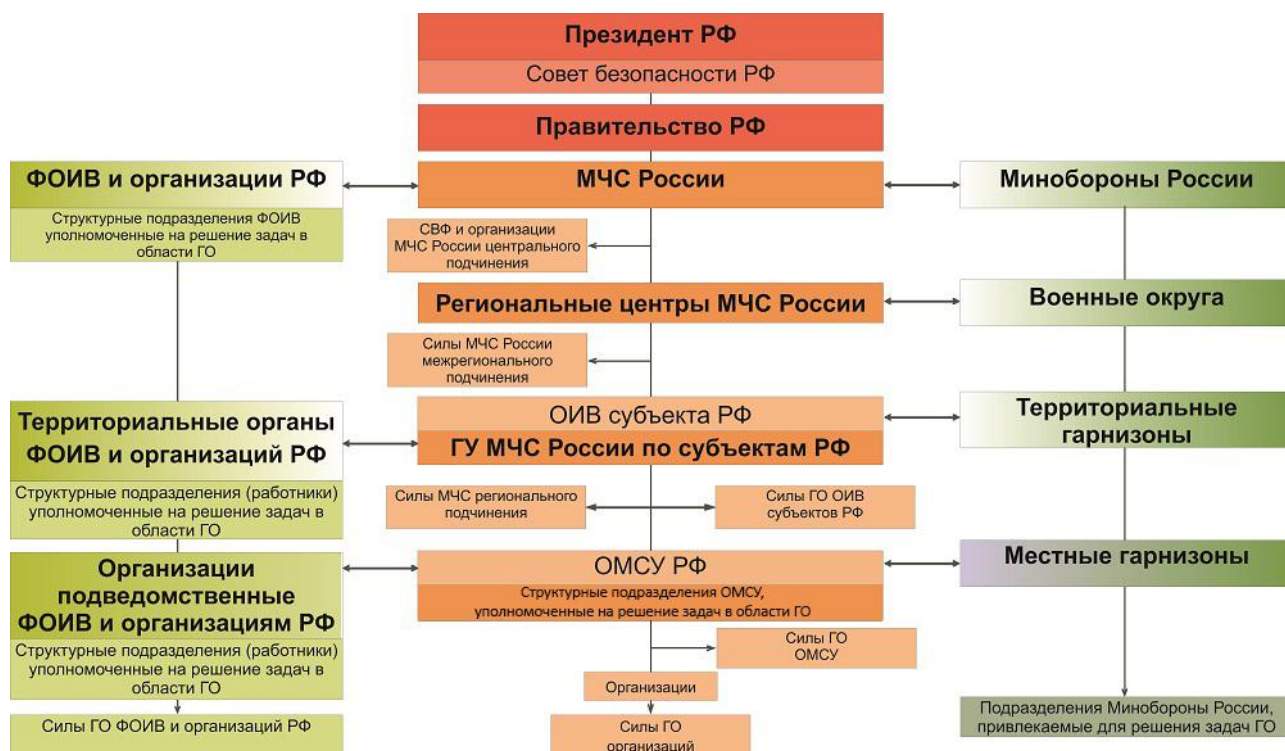 Президент РФ
Совет безопасности РФ
Правительство РФ
ФОИВ и организации РФ
МЧС России
Минобороны России
Структурные подразделения ФОИВ
уполномоченные на решение задач в
области ГО
СВФ и организации
МЧС России центрального
подчинения
Региональные центры МЧС России
Военные округа
Силы МЧС России
межрегионального
подчинения
Территориальные органы
ФОИВ и организаций РФ
ОИВ субъекта РФ
ГУ МЧС России по субъектам РФ
Территориальные
гарнизоны
Структурные подразделения (работники)
уполномоченные на решение задач в
области ГО
Силы МЧС регионального
подчинения
Силы ГО ОИВ
субъектов РФ
Организации
подведомственные
ФОИВ и организациям РФ
ОМСУ РФ
Структурные подразделения ОМСУ,
уполномоченные на решение задач в области ГО
Местные гарнизоны
Структурные подразделения (работники)
уполномоченные на решение задач в
области ГО
Силы ГО
ОМСУ
Организации
Силы ГО ФОИВ и организаций РФ
Силы ГО
организаций
Подразделения Минобороны России,
привлекаемые для решения задач ГО